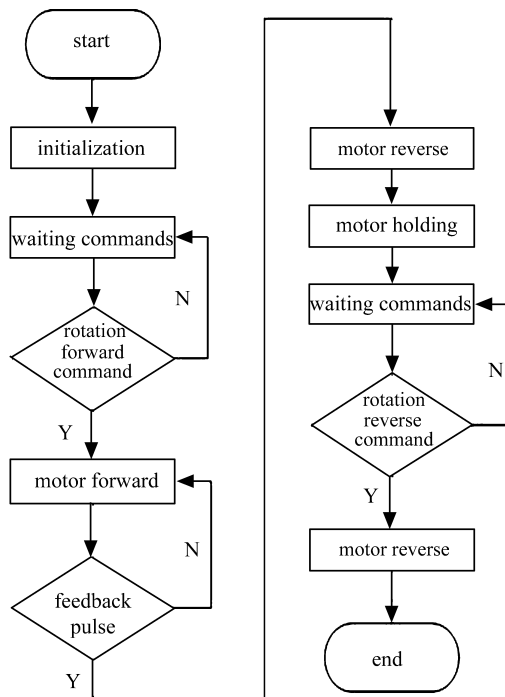 start
initialization
waiting commands
N
rotation
forward
command
Y
motor forward
N
feedback
pulse
Y
motor reverse
motor holding
waiting commands
N
rotation
reverse
command
Y
motor reverse
end